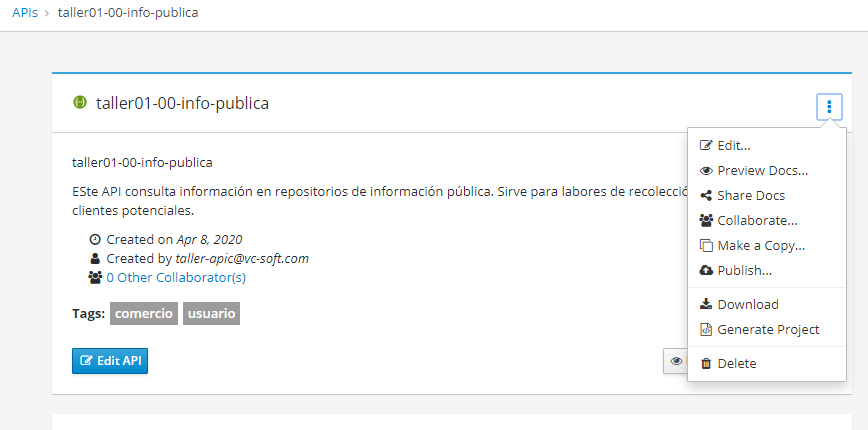 APIs › taller01-00-info-publica
taller01-00-info-publica
taller01-00-info-publica
ESte API consulta información en repositorios de información pública. Sirve para labores de recolecció
clientes potenciales.
Created on Apr 8, 2020
Created by taller-apic@vc-soft.com
0 Other Collaborator(s)
Tags: comercio usuario
Edit API
Edit...
Preview Docs...
Share Docs
Collaborate...
Make a Copy...
Publish...
Download
Generate Project
Delete